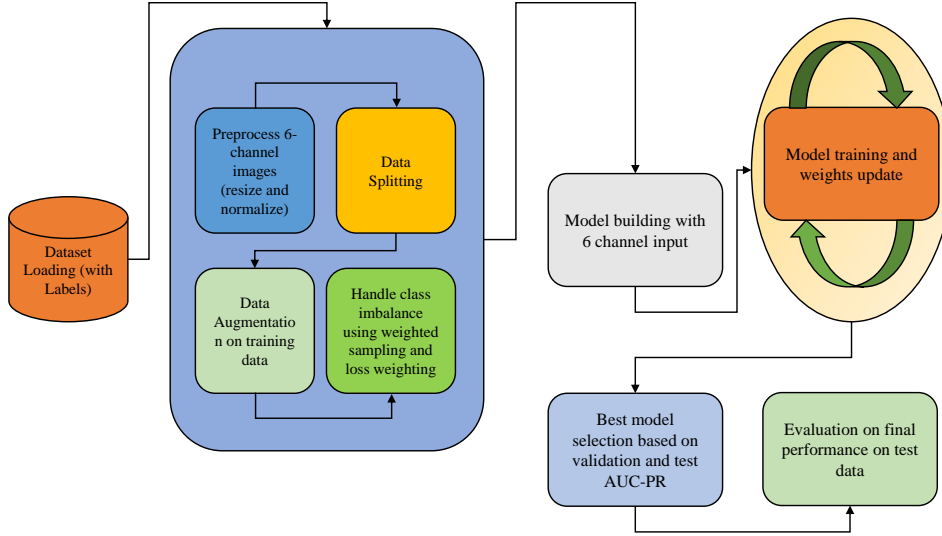 Dataset
Loading (with
Labels)
Preprocess 6-
channel
images
(resize and
normalize)
Data
Splitting
Data
Augmentatio
n on training
data
Handle class
imbalance
using weighted
sampling and
loss weighting
Model building with
6 channel input
Model training and
weights update
Best model
selection based on
validation and test
AUC-PR
Evaluation on final
performance on test
data